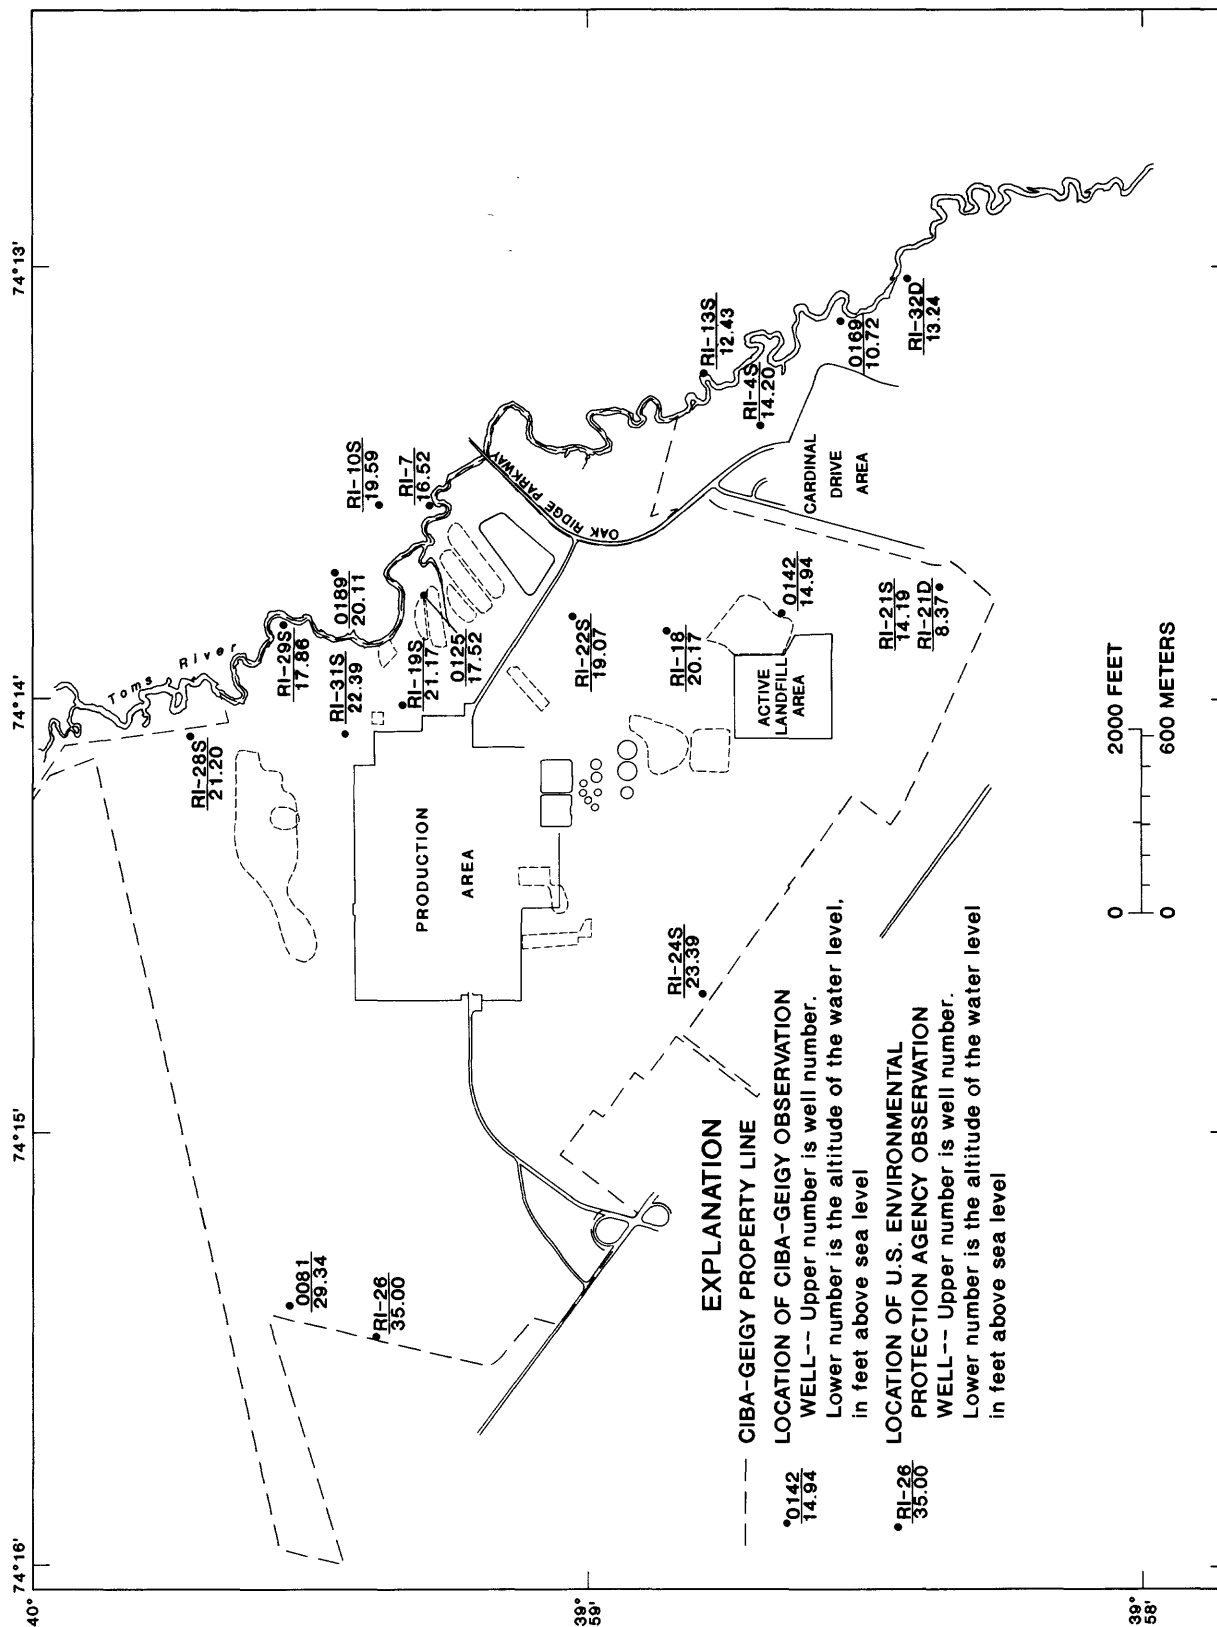 74°16'
74°15'
74°14'
74°13'
40°
39°
59'
39°
58'
Toms River
RI-28S
21.20
RI-29S
17.86
0189
20.11
RI-31S
22.39
RI-10S
19.59
RI-19S
21.17
RI-7
16.52
0125
17.52
0081
29.34
RI-26
35.00
PRODUCTION
AREA
OAK RIDGE PARKWAY
RI-22S
19.07
RI-18
20.17
RI-24S
23.39
RI-13S
12.43
RI-4S
14.20
0142
14.94
ACTIVE
LANDFILL
AREA
CARDINAL
DRIVE
AREA
0169
10.72
RI-32D
13.24
RI-21S
14.19
RI-21D
8.37
EXPLANATION
CIBA-GEIGY PROPERTY LINE
0142
14.94
LOCATION OF CIBA-GEIGY OBSERVATION
WELL-- Upper number is well number.
Lower number is the altitude of the water level,
in feet above sea level
RI-26
35.00
LOCATION OF U.S. ENVIRONMENTAL
PROTECTION AGENCY OBSERVATION
WELL-- Upper number is well number.
Lower number is the altitude of the water level
in feet above sea level
0 2000 FEET
0 600 METERS